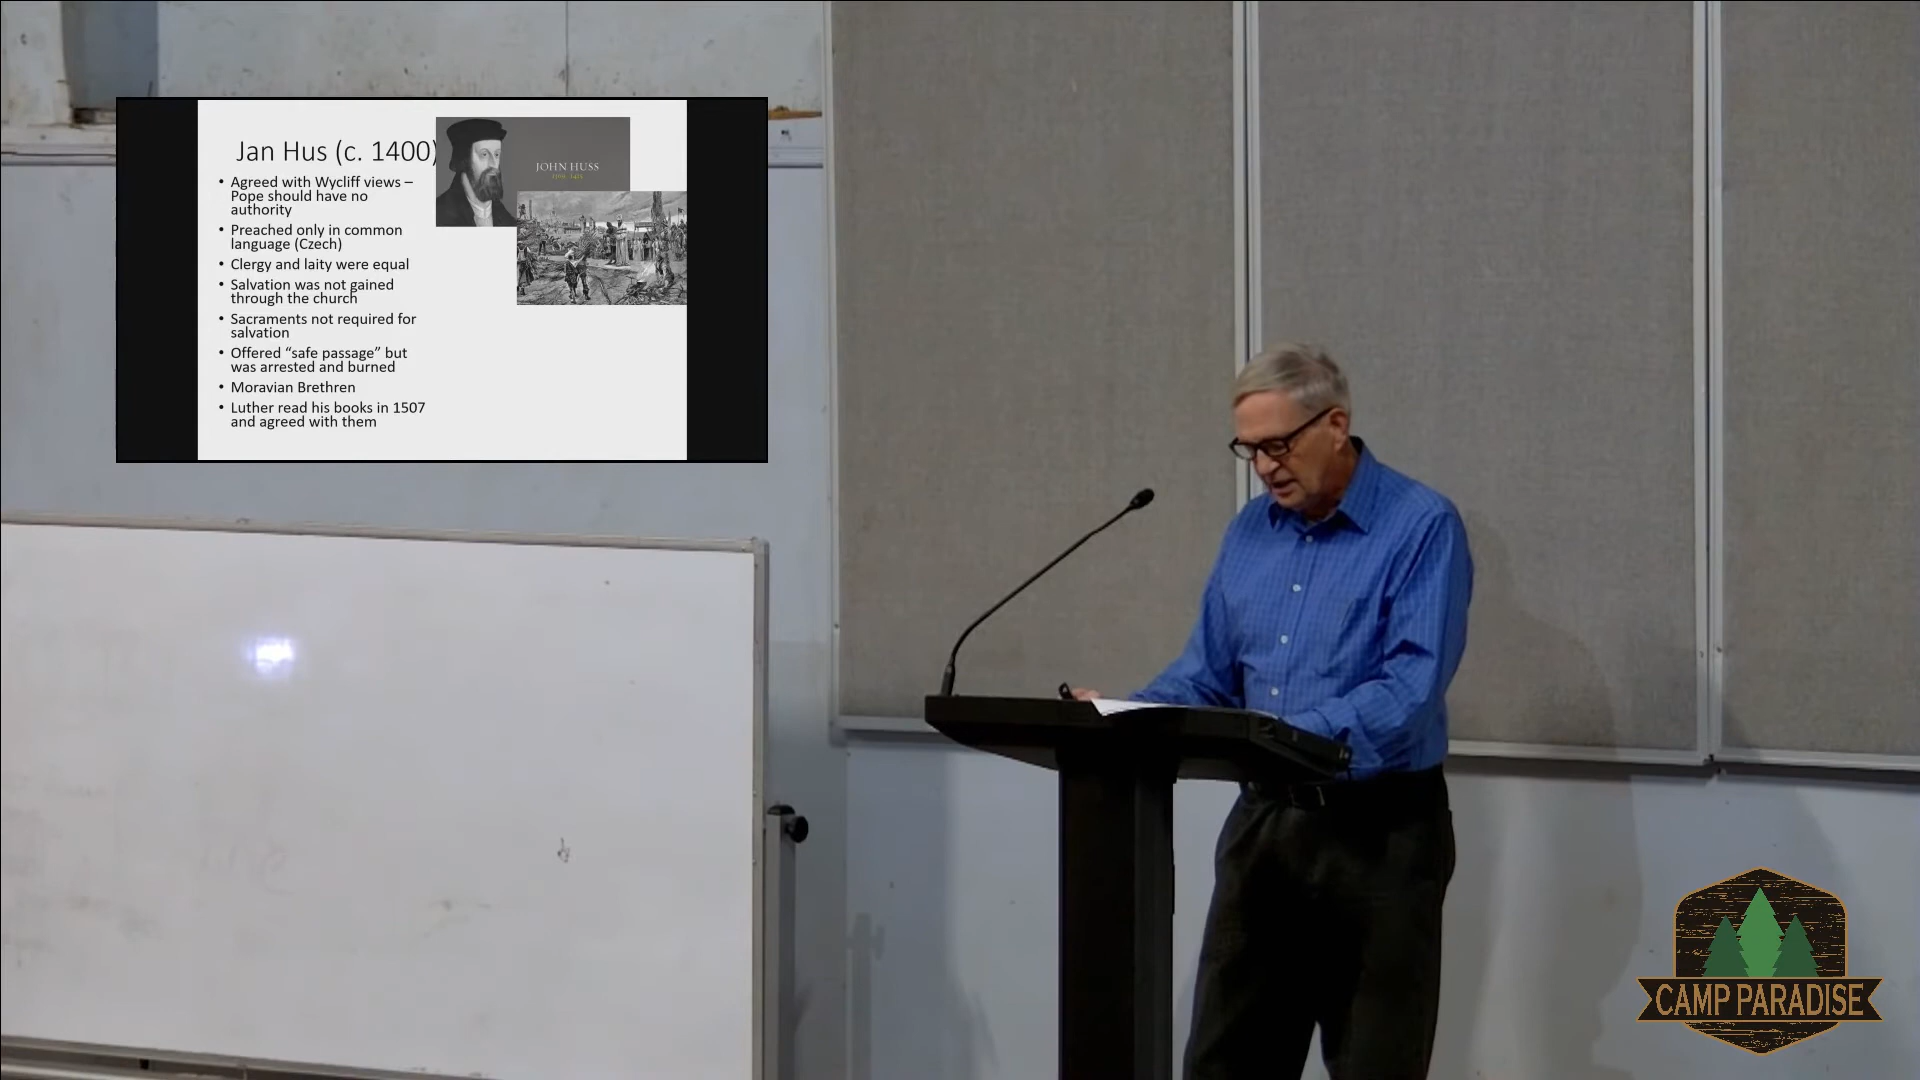 Jan Hus (c. 1400)
• Agreed with Wycliff views –
Pope should have no
authority
• Preached only in common
language (Czech)
• Clergy and laity were equal
• Salvation was not gained
through the church
• Sacraments not required for
salvation
• Offered “safe passage” but
was arrested and burned
• Moravian Brethren
• Luther read his books in 1507
and agreed with them
JOHN HUSS
CAMP PARADISE